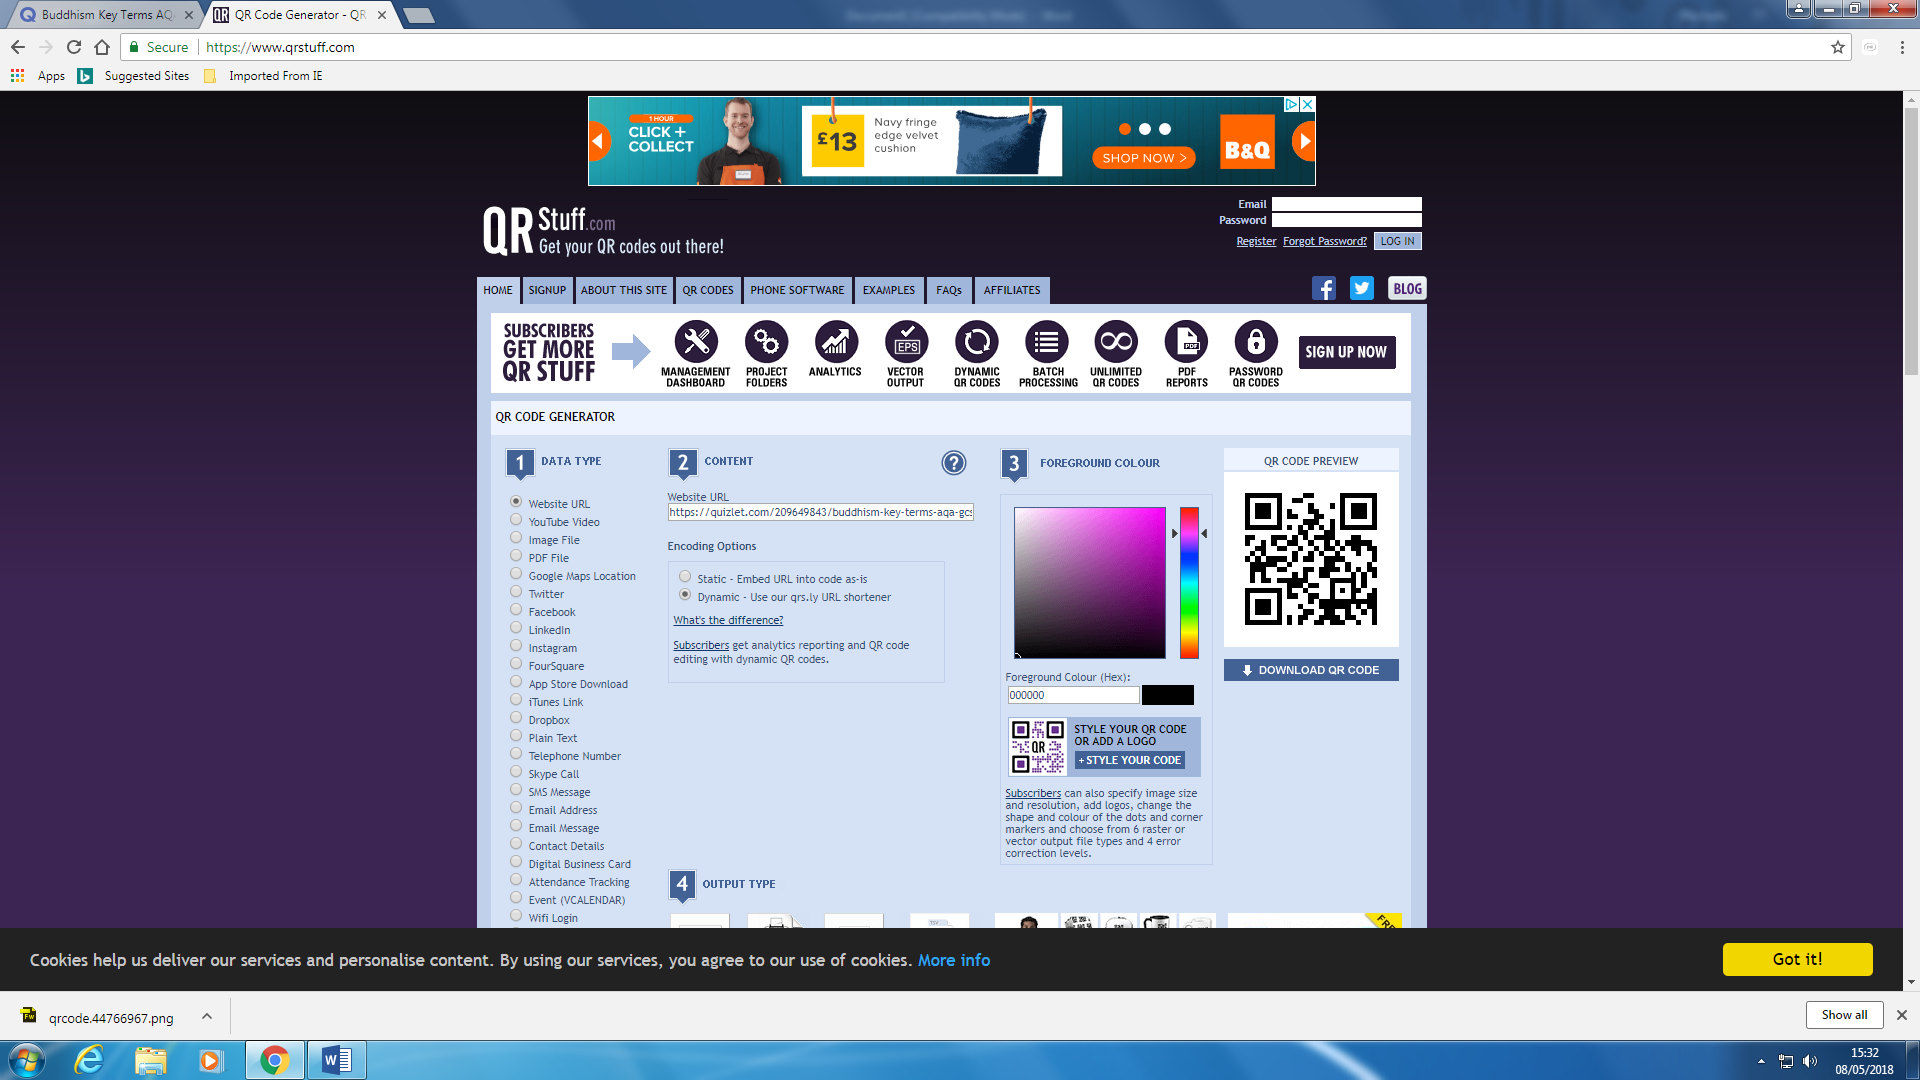 Buddhism Key Terms AQ
QR Code Generator - QR
Secure
https://www.qrstuff.com
Apps
Suggested Sites
Imported From IE
1 HOUR
CLICK +
COLLECT
£13
Navy fringe
edge velvet
cushion
SHOP NOW >
B&Q
QR Stuff.com
Get your QR codes out there!
Email
Password
Register Forgot Password? LOG IN
HOME SIGNUP ABOUT THIS SITE QR CODES PHONE SOFTWARE EXAMPLES FAQs AFFILIATES
BLOG
SUBSCRIBERS
GET MORE
QR STUFF
MANAGEMENT
DASHBOARD
PROJECT
FOLDERS
ANALYTICS
EPS
VECTOR
OUTPUT
DYNAMIC
QR CODES
BATCH
PROCESSING
UNLIMITED
QR CODES
PDF
PDF
REPORTS
PASSWORD
QR CODES
SIGN UP NOW
QR CODE GENERATOR
1 DATA TYPE
Website URL
YouTube Video
Image File
PDF File
Google Maps Location
Twitter
Facebook
LinkedIn
Instagram
FourSquare
App Store Download
iTunes Link
Dropbox
Plain Text
Telephone Number
Skype Call
SMS Message
Email Address
Email Message
Contact Details
Digital Business Card
Attendance Tracking
Event (VCALENDAR)
Wifi Login
2 CONTENT
?
Website URL
https://quizlet.com/209649843/buddhism-key-terms-aqa-gcs
Encoding Options
Static - Embed URL into code as-is
Dynamic - Use our qrs.ly URL shortener
What's the difference?
Subscribers get analytics reporting and QR code
editing with dynamic QR codes.
3 FOREGROUND COLOUR
Foreground Colour (Hex):
000000
QR
STYLE YOUR QR CODE
OR ADD A LOGO
+ STYLE YOUR CODE
Subscribers can also specify image size
and resolution, add logos, change the
shape and colour of the dots and corner
markers and choose from 6 raster or
vector output file types and 4 error
correction levels.
QR CODE PREVIEW
DOWNLOAD QR CODE
4 OUTPUT TYPE
FREE
Cookies help us deliver our services and personalise content. By using our services, you agree to our use of cookies. More info
Got it!
qrcode.44766967.png
Show all
15:32
08/05/2018